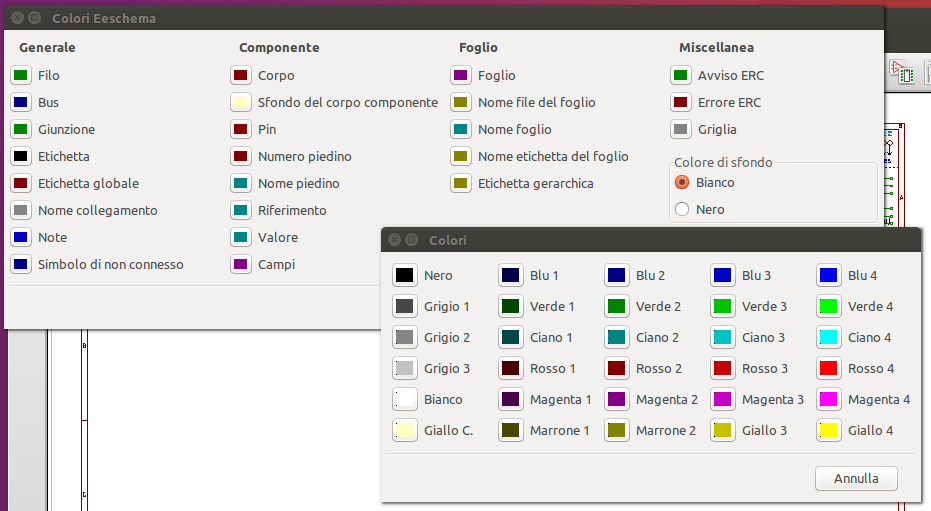 Colori Eeschema
Generale Componente Foglio Miscellanea
Filo Corpo Foglio Avviso ERC
Bus Sfondo del corpo componente Nome file del foglio Errore ERC
Giunzione Pin Nome foglio Griglia
Etichetta Numero piedino Nome etichetta del foglio Colore di sfondo
Etichetta globale Nome piedino Etichetta gerarchica Bianco
Nome collegamento Riferimento Nero
Note Valore
Simbolo di non connesso Campi
Colori
Nero Blu 1 Blu 2 Blu 3 Blu 4
Grigio 1 Verde 1 Verde 2 Verde 3 Verde 4
Grigio 2 Ciano 1 Ciano 2 Ciano 3 Ciano 4
Grigio 3 Rosso 1 Rosso 2 Rosso 3 Rosso 4
Bianco Magenta 1 Magenta 2 Magenta 3 Magenta 4
Giallo C. Marrone 1 Marrone 2 Giallo 3 Giallo 4
Annulla